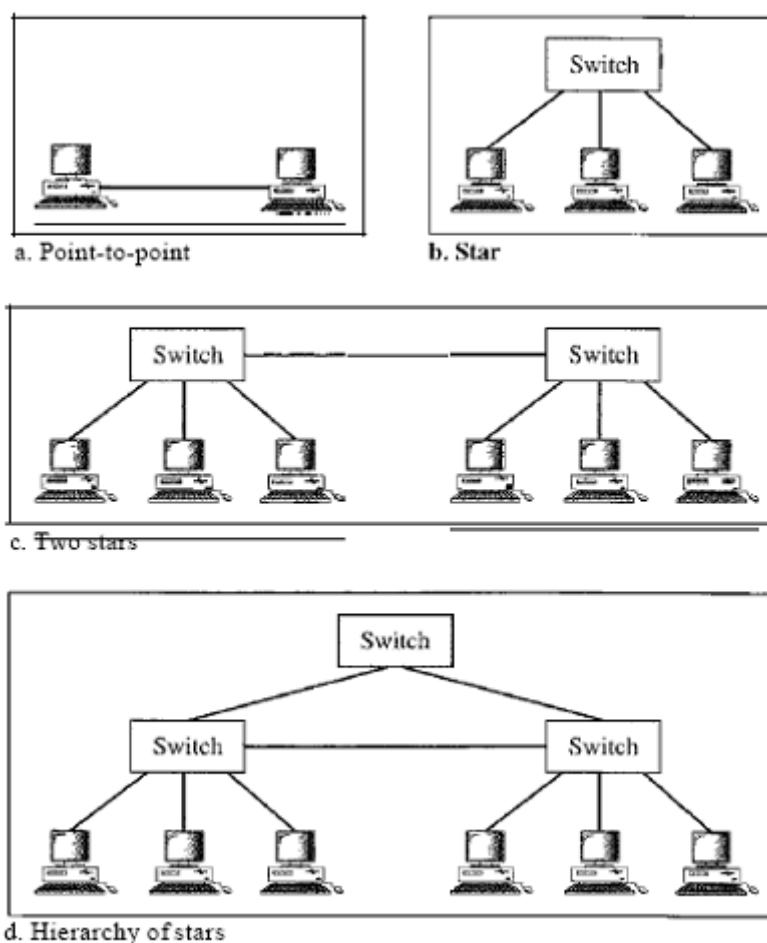 Switch
a. Point-to-point
b. Star
Switch
Switch
c. Two stars
Switch
Switch
Switch
d. Hierarchy of stars